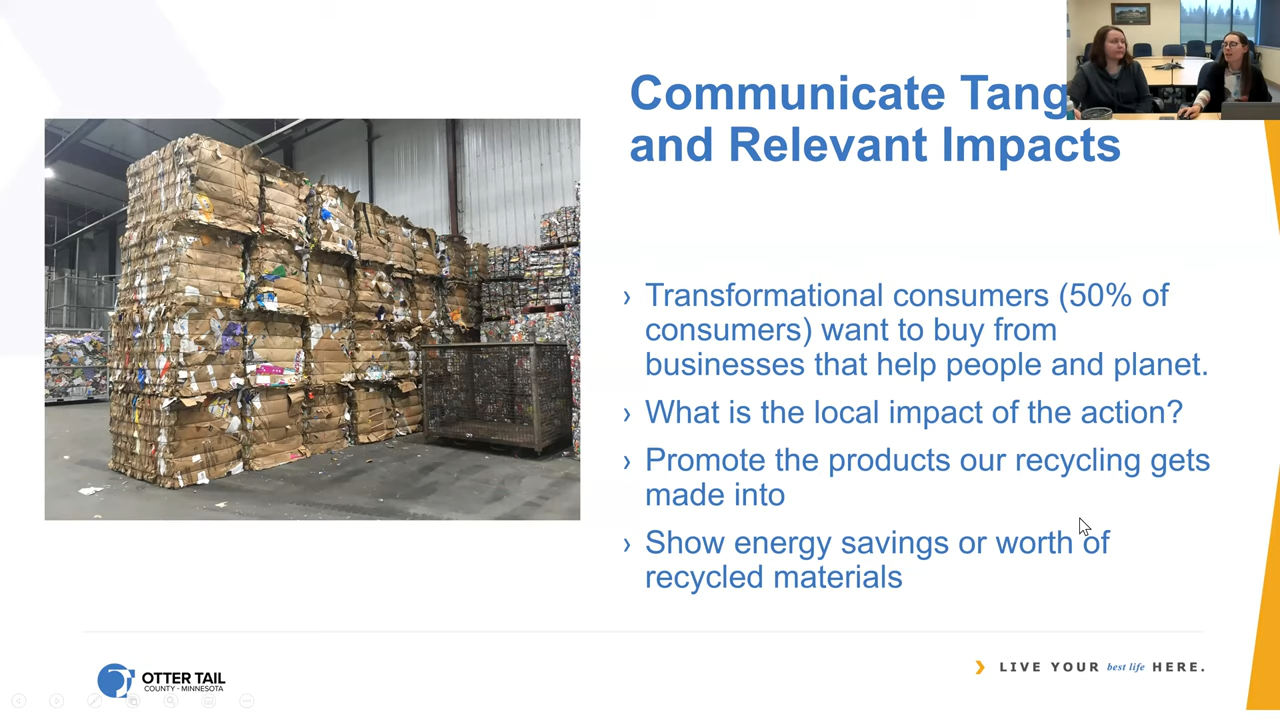 Communicate Tang
and Relevant Impacts
› Transformational consumers (50% of
consumers) want to buy from
businesses that help people and planet.
› What is the local impact of the action?
› Promote the products our recycling gets
made into
› Show energy savings or worth of
recycled materials
OTTER TAIL
COUNTY - MINNESOTA
LIVE YOUR best life HERE.